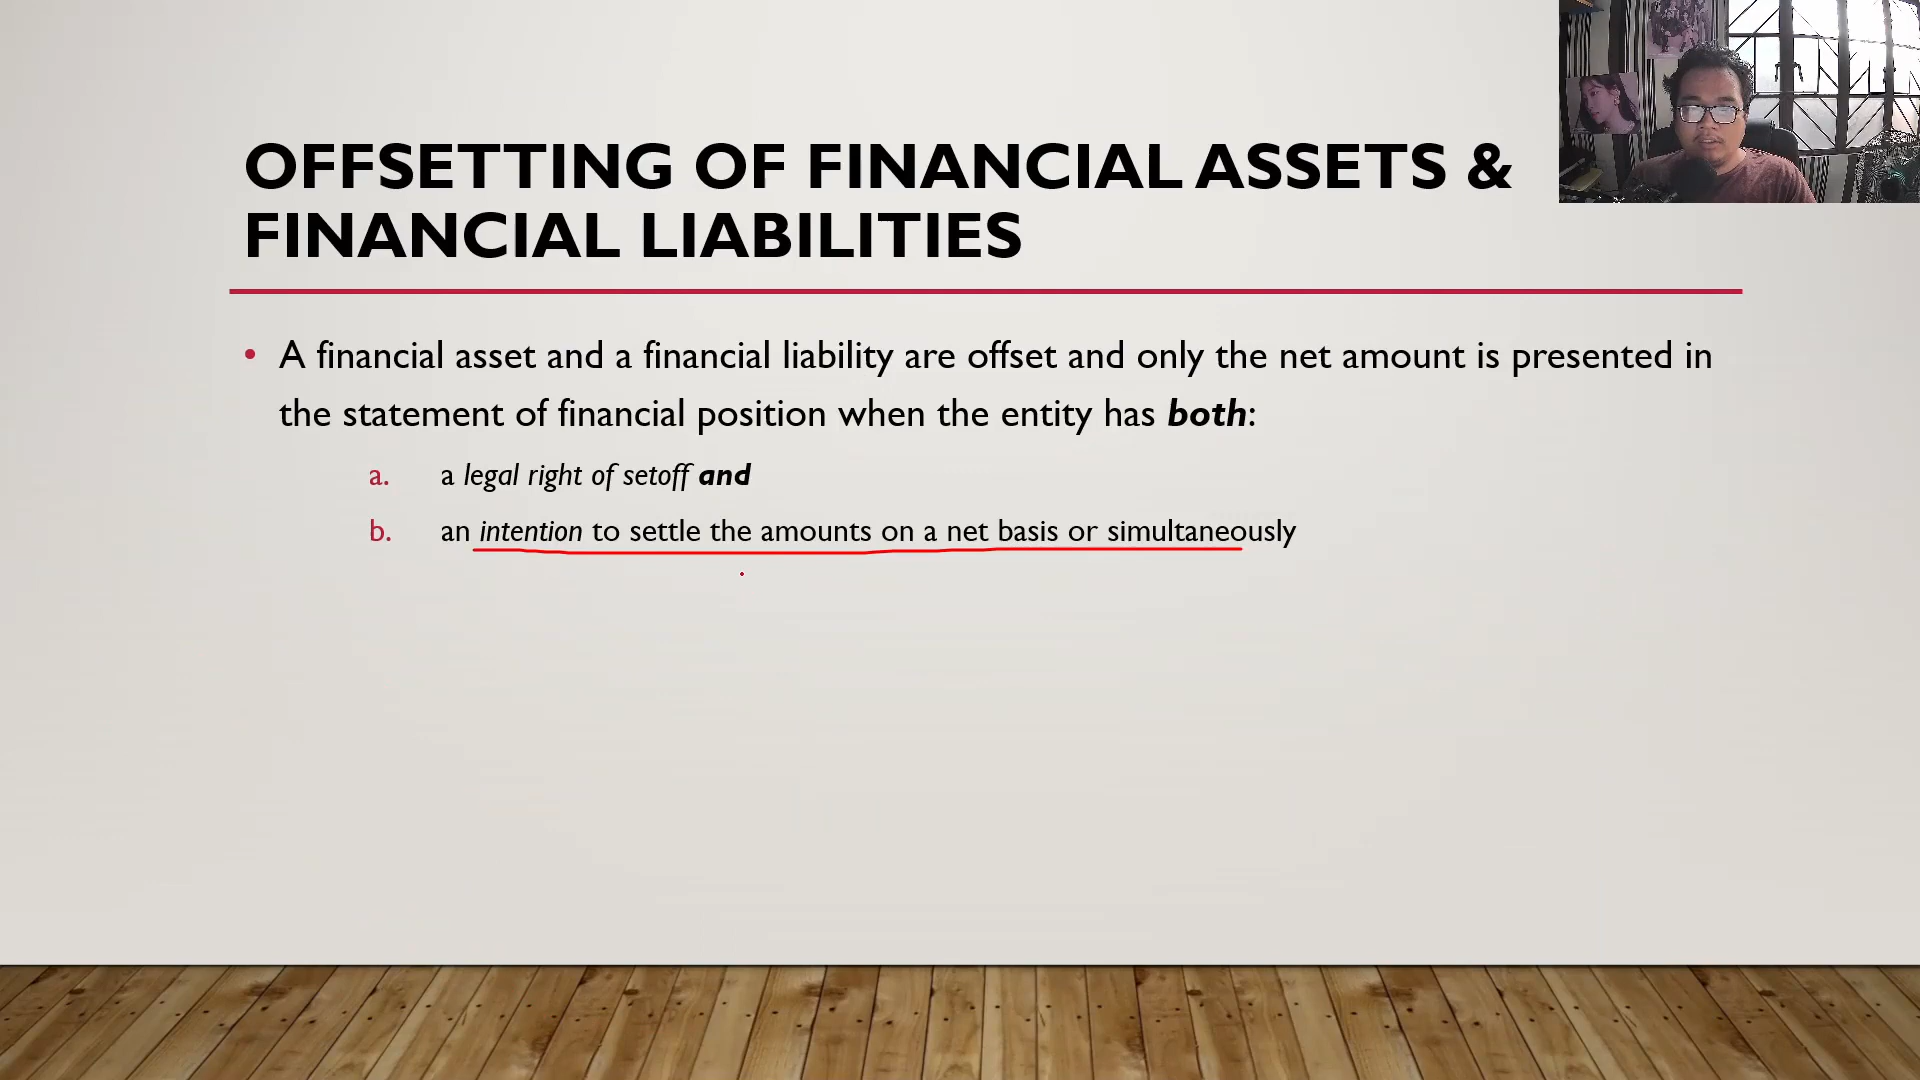 OFFSETTING OF FINANCIAL ASSETS &
FINANCIAL LIABILITIES
• A financial asset and a financial liability are offset and only the net amount is presented in
the statement of financial position when the entity has both:
a. a legal right of setoff and
b. an intention to settle the amounts on a net basis or simultaneously